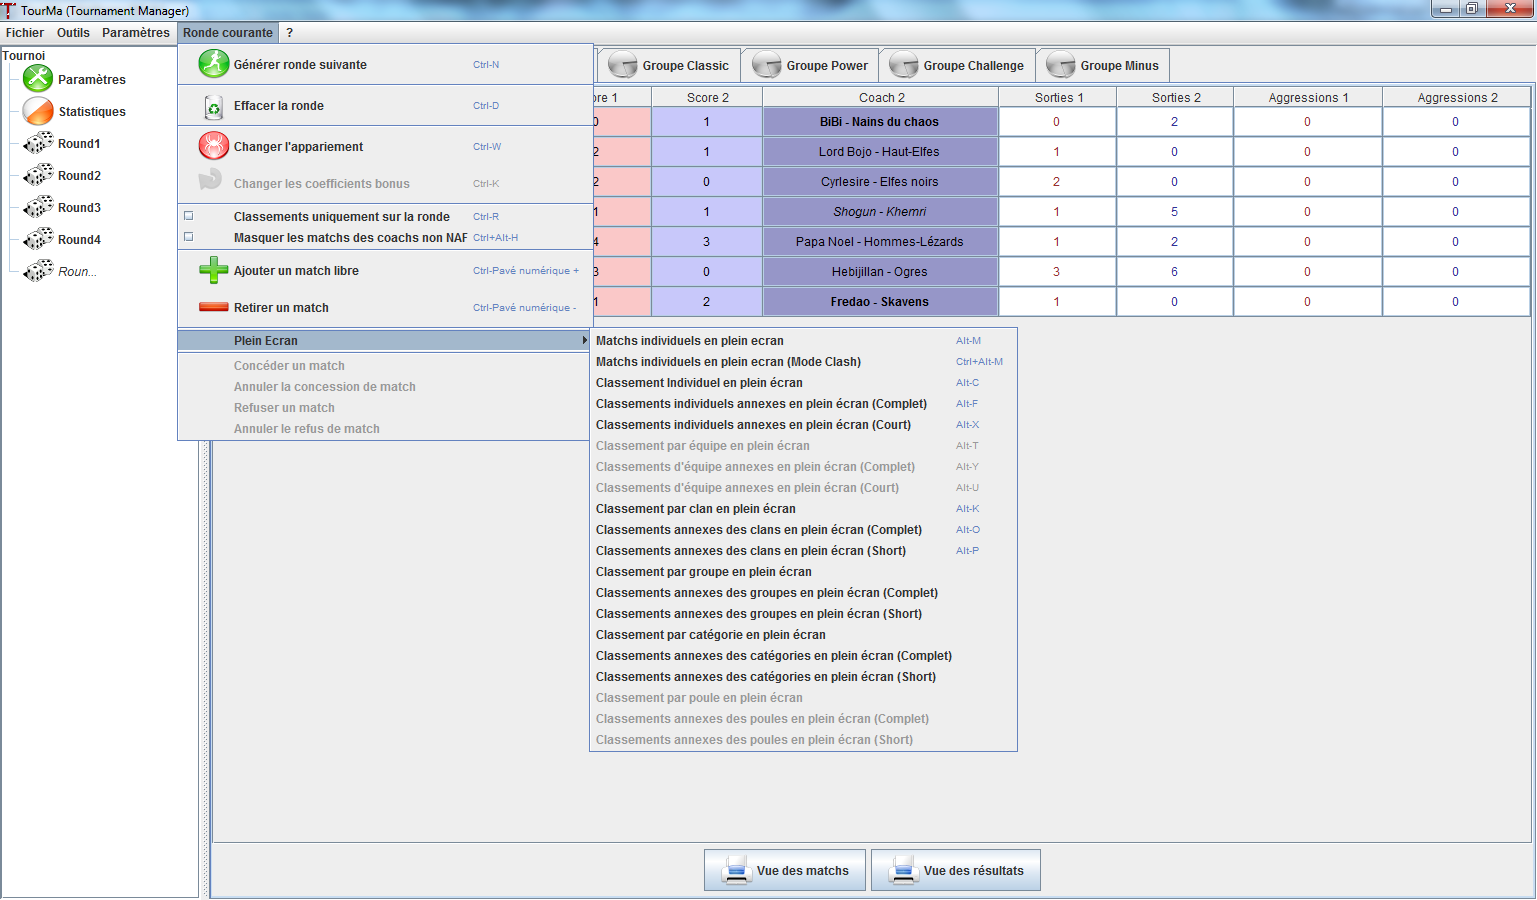 TourMa (Tournament Manager)
Fichier Outils Paramètres Ronde courante ?
Tournoi
Paramètres
Statistiques
Round1
Round2
Round3
Round4
Roun...
Générer ronde suivante Ctrl-N
Effacer la ronde Ctrl-D
Changer l'appariement Ctrl-W
Changer les coefficients bonus Ctrl-K
Classements uniquement sur la ronde Ctrl-R
Masquer les matchs des coachs non NAF Ctrl+Alt-H
Ajouter un match libre Ctrl-Pavé numérique +
Retirer un match Ctrl-Pavé numérique -
Plein Ecran
Concéder un match
Annuler la concession de match
Refuser un match
Annuler le refus de match
Matchs individuels en plein ecran Alt-M
Matchs individuels en plein ecran (Mode Clash) Ctrl+Alt-M
Classement Individuel en plein écran Alt-C
Classements individuels annexes en plein écran (Complet) Alt-F
Classements individuels annexes en plein écran (Court) Alt-X
Classement par équipe en plein écran Alt-T
Classements d'équipe annexes en plein écran (Complet) Alt-Y
Classements d'équipe annexes en plein écran (Court) Alt-U
Classement par clan en plein écran Alt-K
Classements annexes des clans en plein écran (Complet) Alt-O
Classements annexes des clans en plein écran (Short) Alt-P
Classement par groupe en plein écran
Classements annexes des groupes en plein écran (Complet)
Classements annexes des groupes en plein écran (Short)
Classement par catégorie en plein écran
Classements annexes des catégories en plein écran (Complet)
Classements annexes des catégories en plein écran (Short)
Classement par poule en plein écran
Classements annexes des poules en plein écran (Complet)
Classements annexes des poules en plein écran (Short)
Groupe Classic Groupe Power Groupe Challenge Groupe Minus
ore 1 Score 2 Coach 2 Sorties 1 Sorties 2 Aggressions 1 Aggressions 2
0 1 BiBi - Nains du chaos 0 2 0 0
2 1 Lord Bojo - Haut-Elfes 1 0 0 0
2 0 Cyrlesire - Elfes noirs 2 0 0 0
1 1 Shogun - Khemri 1 5 0 0
4 3 Papa Noel - Hommes-Lézards 1 2 0 0
3 0 Hebijillan - Ogres 3 6 0 0
1 2 Fredao - Skavens 1 0 0 0
Vue des matchs Vue des résultats